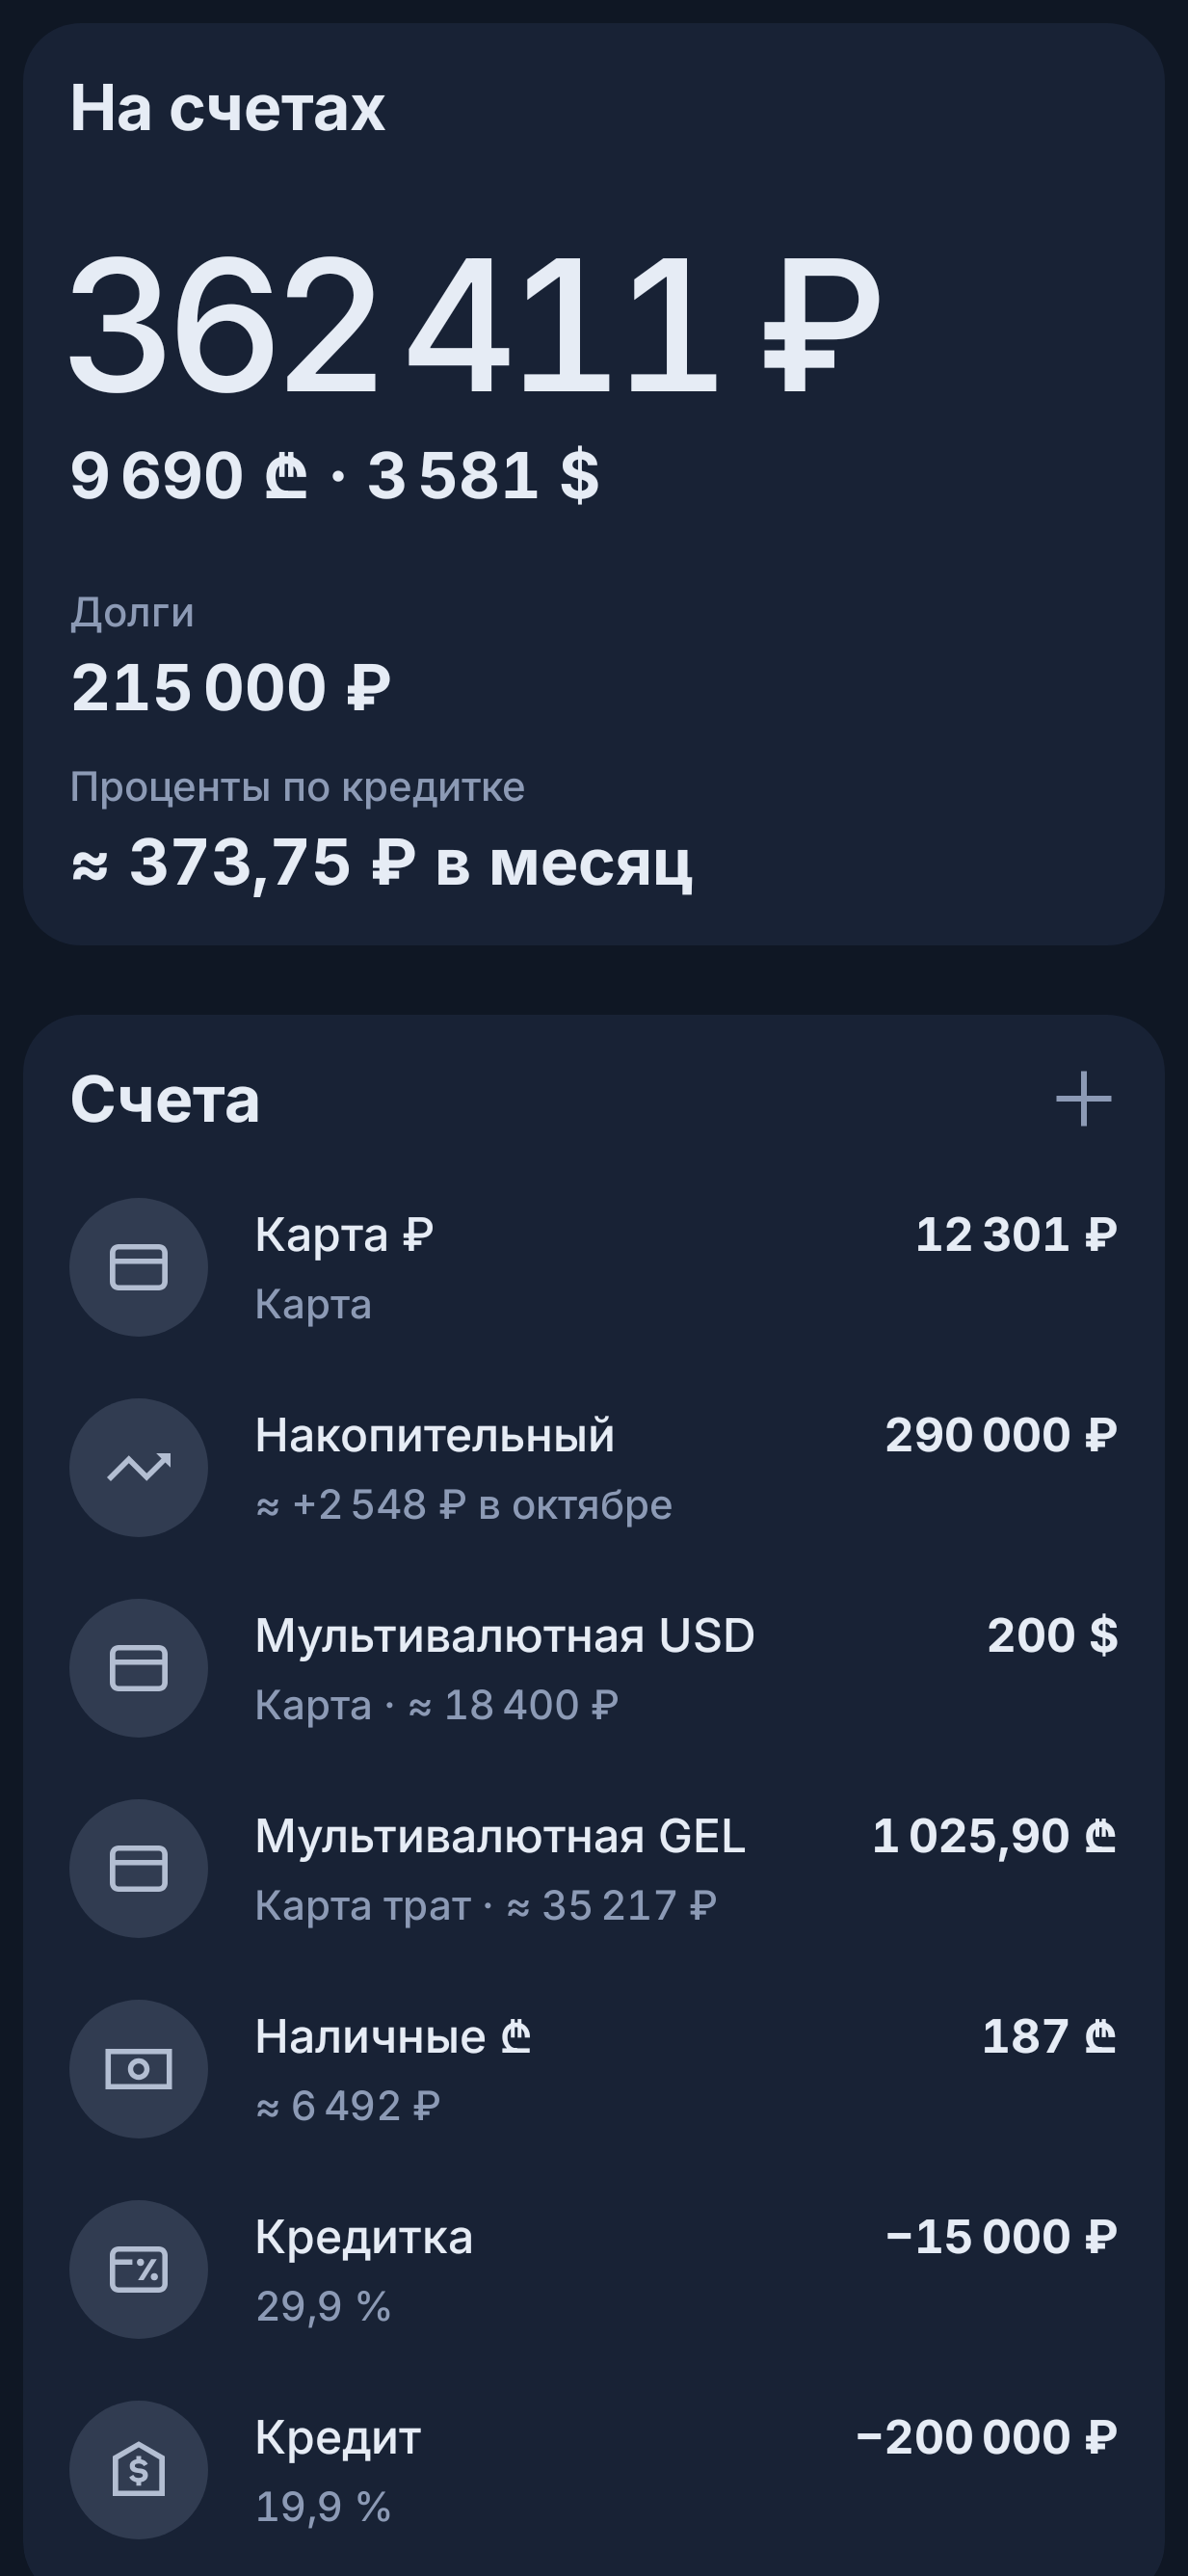 На счетах
362 411 ₽
9 690 ₾ · 3 581 $
Долги
215 000 ₽
Проценты по кредитке
≈ 373,75 ₽ в месяц
Счета
Карта ₽ 12 301 ₽
Карта
Накопительный 290 000 ₽
≈ +2 548 ₽ в октябре
Мультивалютная USD 200 $
Карта · ≈ 18 400 ₽
Мультивалютная GEL 1 025,90 ₾
Карта трат · ≈ 35 217 ₽
Наличные ₾ 187 ₾
≈ 6 492 ₽
Кредитка −15 000 ₽
29,9 %
Кредит −200 000 ₽
19,9 %